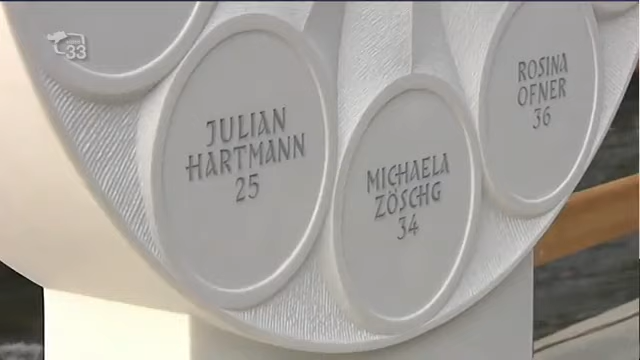 33
JULIAN
HARTMANN
25
MICHAELA
ZÖSCHG
34
ROSINA
OFNER
36